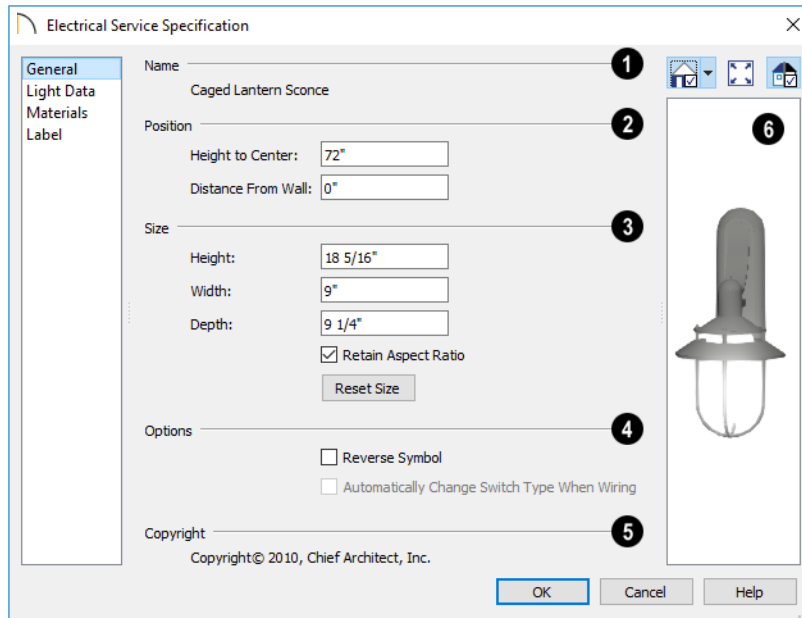 Electrical Service Specification
General
Light Data
Materials
Label
Name 1
Caged Lantern Sconce
Position 2
Height to Center: 72"
Distance From Wall: 0"
Size 3
Height: 18 5/16"
Width: 9"
Depth: 9 1/4"
Retain Aspect Ratio
Reset Size
Options 4
Reverse Symbol
Automatically Change Switch Type When Wiring
Copyright 5
Copyright© 2010, Chief Architect, Inc.
6
OK Cancel Help